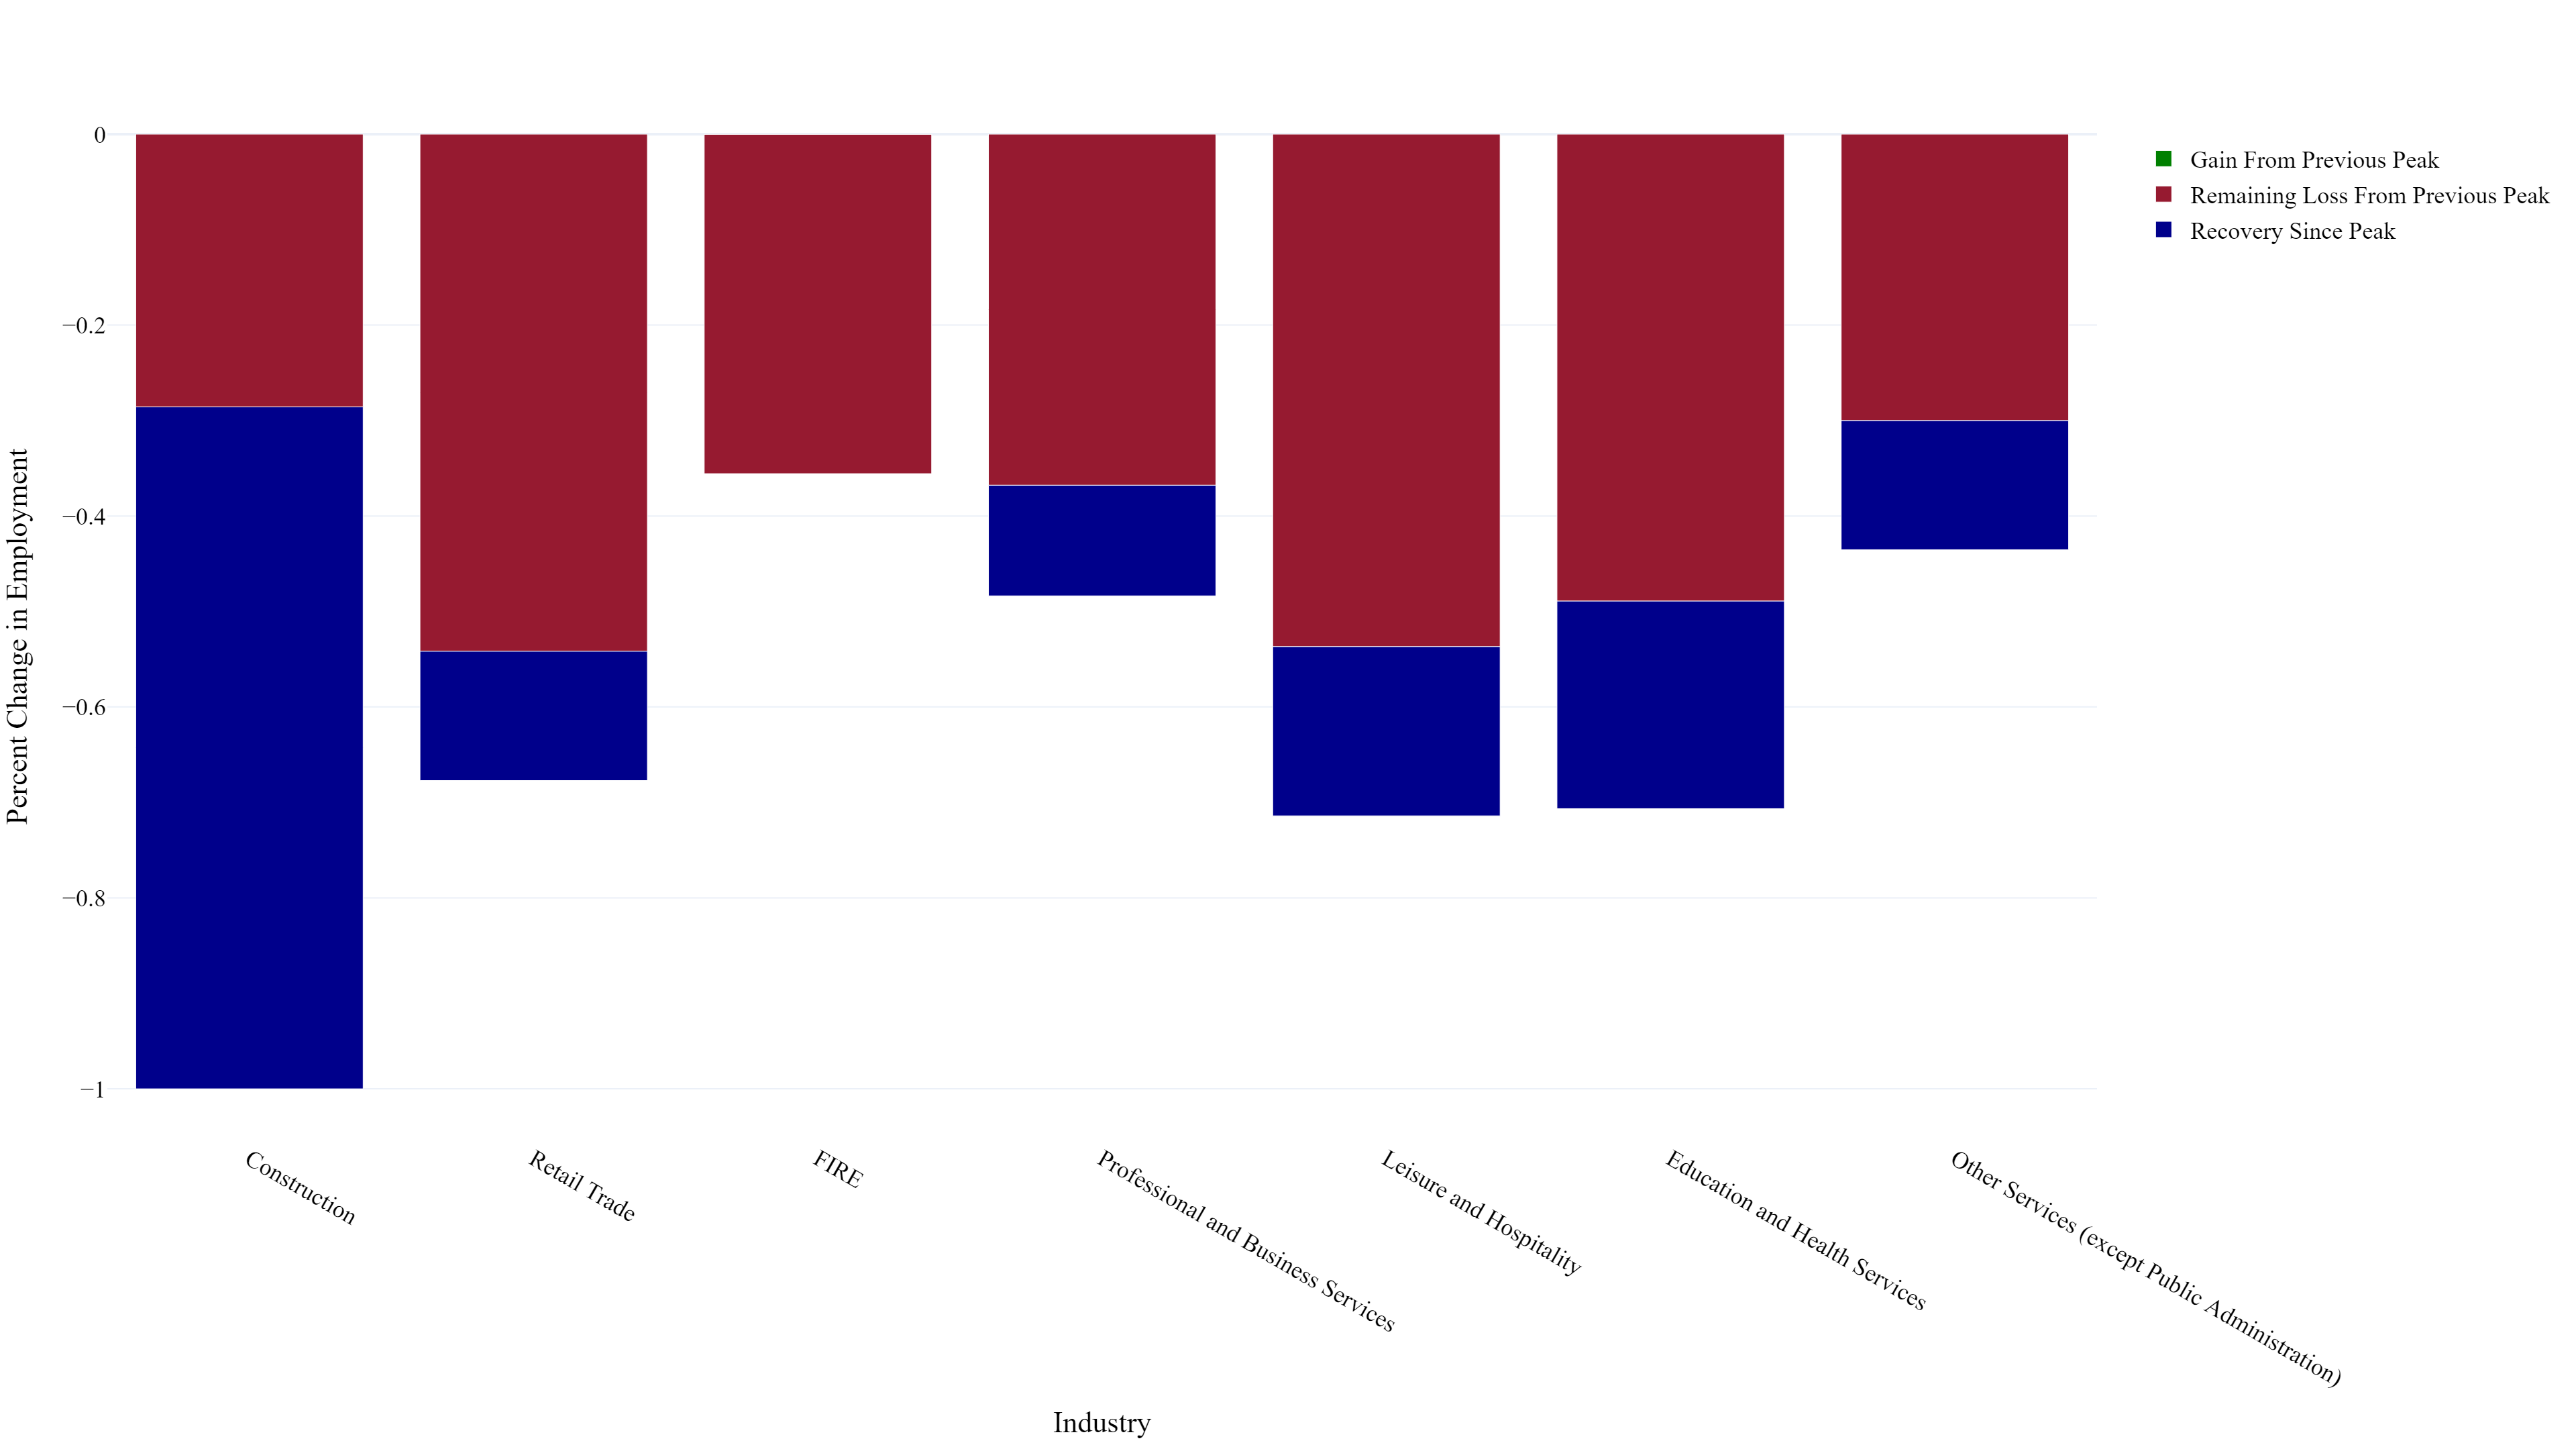 0
−0.2
−0.4
−0.6
−0.8
−1
Percent Change in Employment
Construction
Retail Trade
FIRE
Professional and Business Services
Leisure and Hospitality
Education and Health Services
Other Services (except Public Administration)
Industry
Gain From Previous Peak
Remaining Loss From Previous Peak
Recovery Since Peak